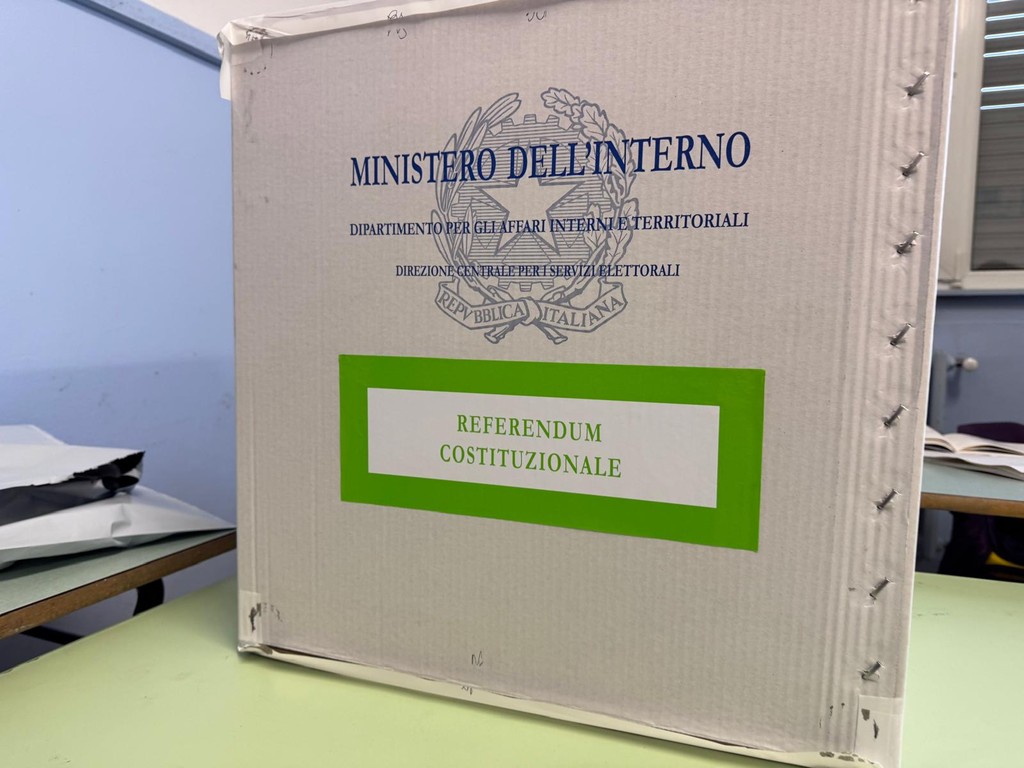 MINISTERO DELL'INTERNO
DIPARTIMENTO PER GLI AFFARI INTERNI E TERRITORIALI
DIREZIONE CENTRALE PER I SERVIZI ELETTORALI
REPVBBLICA ITALIANA
REFERENDUM
COSTITUZIONALE